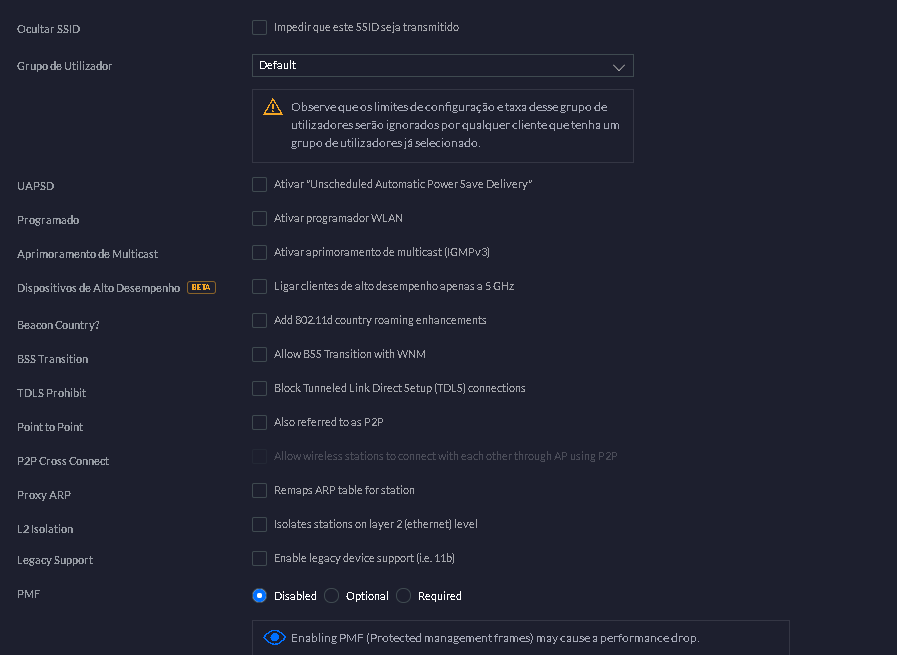 Ocultar SSID
Impedir que este SSID seja transmitido
Grupo de Utilizador
Default
Observe que os limites de configuração e taxa desse grupo de
utilizadores serão ignorados por qualquer cliente que tenha um
grupo de utilizadores já selecionado.
UAPSD
Ativar "Unscheduled Automatic Power Save Delivery"
Programado
Ativar programador WLAN
Aprimoramento de Multicast
Ativar aprimoramento de multicast (IGMPv3)
Dispositivos de Alto Desempenho BETA
Ligar clientes de alto desempenho apenas a 5 GHz
Beacon Country?
Add 802.11d country roaming enhancements
BSS Transition
Allow BSS Transition with WNM
TDLS Prohibit
Block Tunneled Link Direct Setup (TDLS) connections
Point to Point
Also referred to as P2P
P2P Cross Connect
Allow wireless stations to connect with each other through AP using P2P
Proxy ARP
Remaps ARP table for station
L2 Isolation
Isolates stations on layer 2 (ethernet) level
Legacy Support
Enable legacy device support (i.e. 11b)
PMF
Disabled Optional Required
Enabling PMF (Protected management frames) may cause a performance drop.